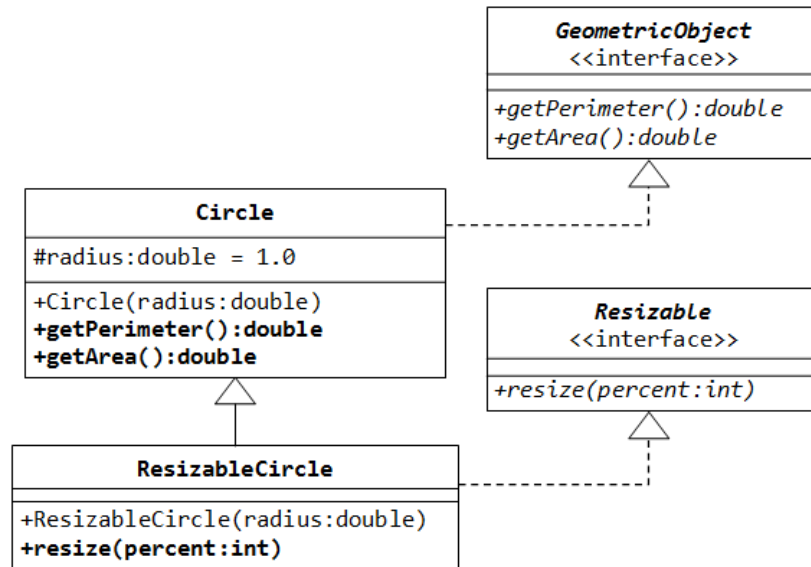 GeometricObject
<<interface>>
+getPerimeter():double
+getArea():double
Circle
#radius:double = 1.0
+Circle(radius:double)
+getPerimeter():double
+getArea():double
Resizable
<<interface>>
+resize(percent:int)
ResizableCircle
+ResizableCircle(radius:double)
+resize(percent:int)